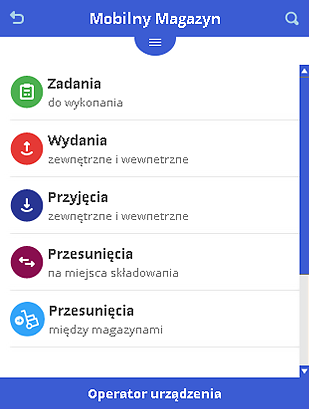 Mobilny Magazyn
Zadania
do wykonania
Wydania
zewnętrzne i wewnetrzne
Przyjęcia
zewnętrzne i wewnetrzne
Przesunięcia
na miejsca składowania
Przesunięcia
między magazynami
Operator urządzenia